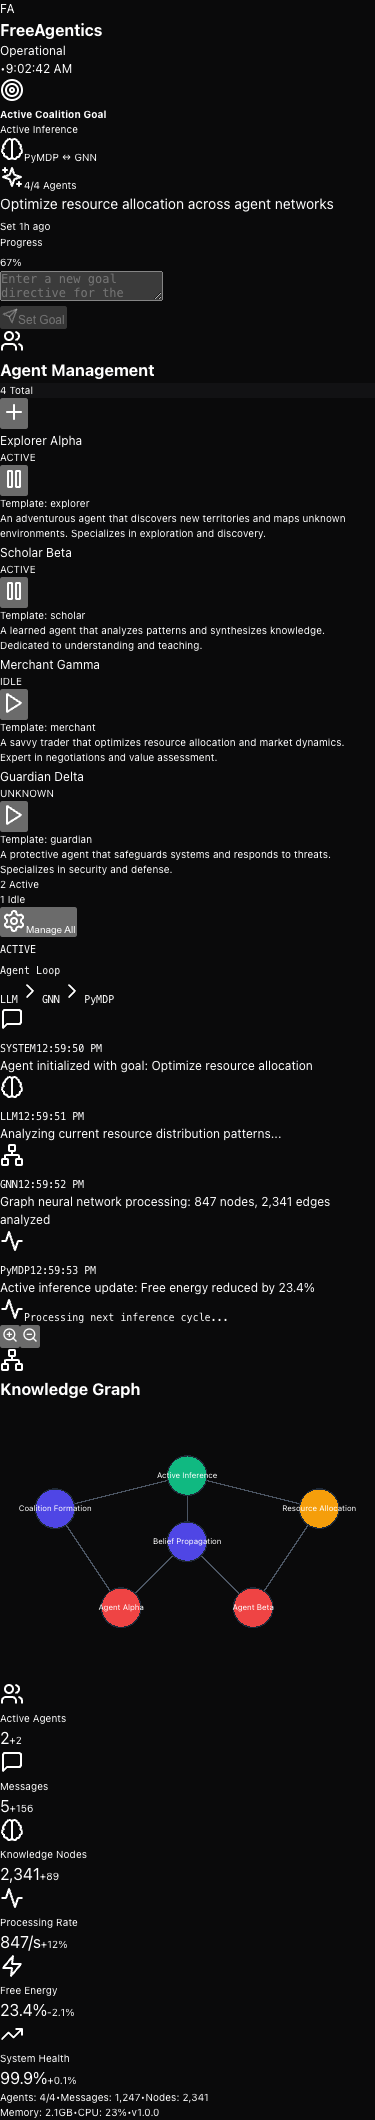 FA
FreeAgentics
Operational
•9:02:42 AM
Active Coalition Goal
Active Inference
PyMDP ↔ GNN
4/4 Agents
Optimize resource allocation across agent networks
Set 1h ago
Progress
67%
Enter a new goal
directive for the
Set Goal
Agent Management
4 Total
Explorer Alpha
ACTIVE
Template: explorer
An adventurous agent that discovers new territories and maps unknown
environments. Specializes in exploration and discovery.
Scholar Beta
ACTIVE
Template: scholar
A learned agent that analyzes patterns and synthesizes knowledge.
Dedicated to understanding and teaching.
Merchant Gamma
IDLE
Template: merchant
A savvy trader that optimizes resource allocation and market dynamics.
Expert in negotiations and value assessment.
Guardian Delta
UNKNOWN
Template: guardian
A protective agent that safeguards systems and responds to threats.
Specializes in security and defense.
2 Active
1 Idle
Manage All
ACTIVE
Agent Loop
LLM > GNN > PyMDP
SYSTEM12:59:50 PM
Agent initialized with goal: Optimize resource allocation
LLM12:59:51 PM
Analyzing current resource distribution patterns...
GNN12:59:52 PM
Graph neural network processing: 847 nodes, 2,341 edges
analyzed
PyMDP12:59:53 PM
Active inference update: Free energy reduced by 23.4%
Processing next inference cycle...
Knowledge Graph
Active Inference
Coalition Formation
Resource Allocation
Belief Propagation
Agent Alpha
Agent Beta
Active Agents
2+2
Messages
5+156
Knowledge Nodes
2,341+89
Processing Rate
847/s+12%
Free Energy
23.4%-2.1%
System Health
99.9%+0.1%
Agents: 4/4•Messages: 1,247•Nodes: 2,341
Memory: 2.1GB•CPU: 23%•v1.0.0